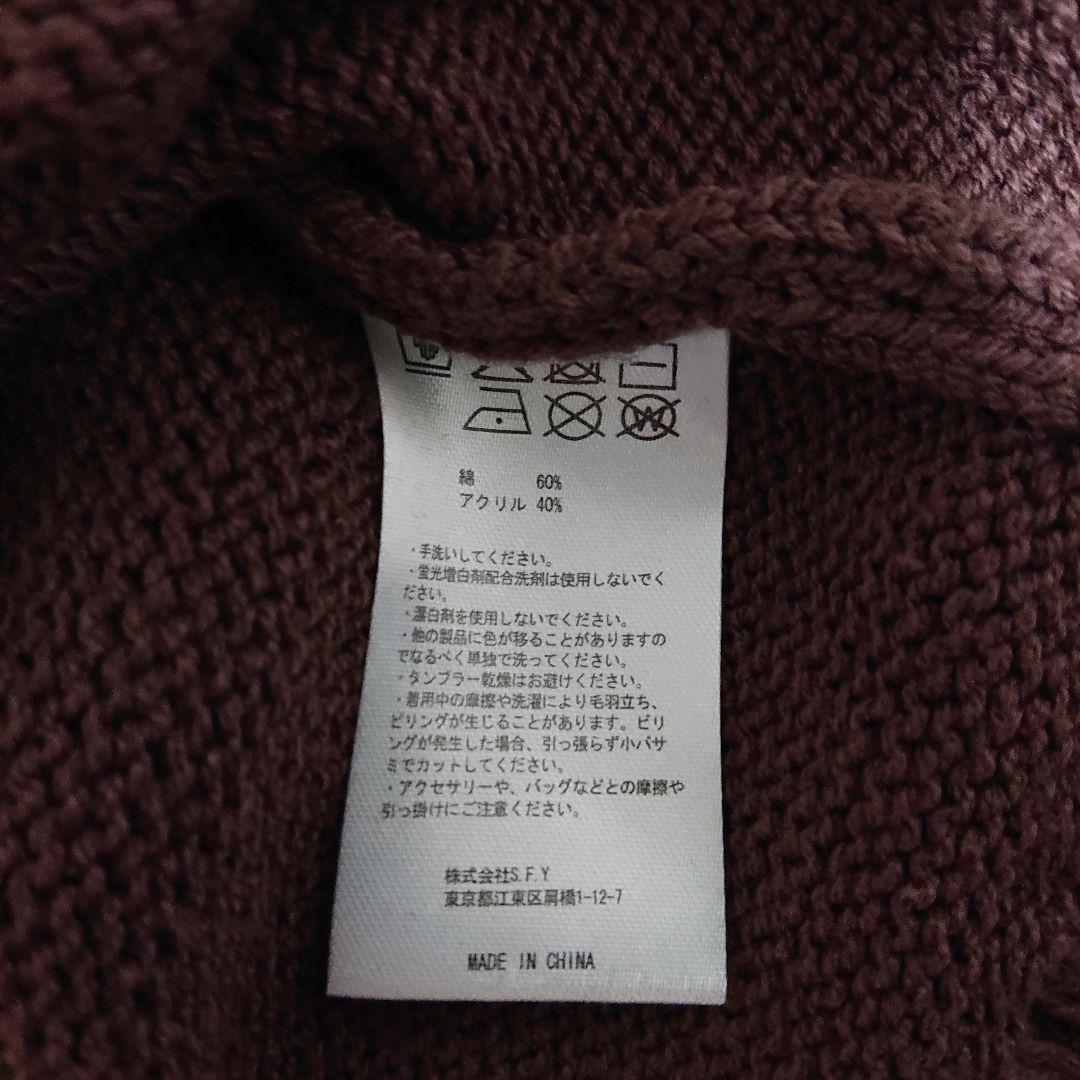 W
綿 60%
アクリル 40%
・手洗いしてください。
・蛍光増白剤配合洗剤は使用しないでく
ださい。
・漂白剤を使用しないでください。
・他の製品に色が移ることがありますの
でなるべく単独で洗ってください。
・タンブラー乾燥はお避けください。
・着用中の摩擦や洗濯により毛羽立ち、
ピリングが生じることがあります。ピリ
ングが発生した場合、引っ張らず小バサ
ミでカットしてください。
・アクセサリーや、バッグなどとの摩擦や
引っ掛けにご注意ください。
株式会社S.F.Y
東京都江東区扇橋1-12-7
MADE IN CHINA